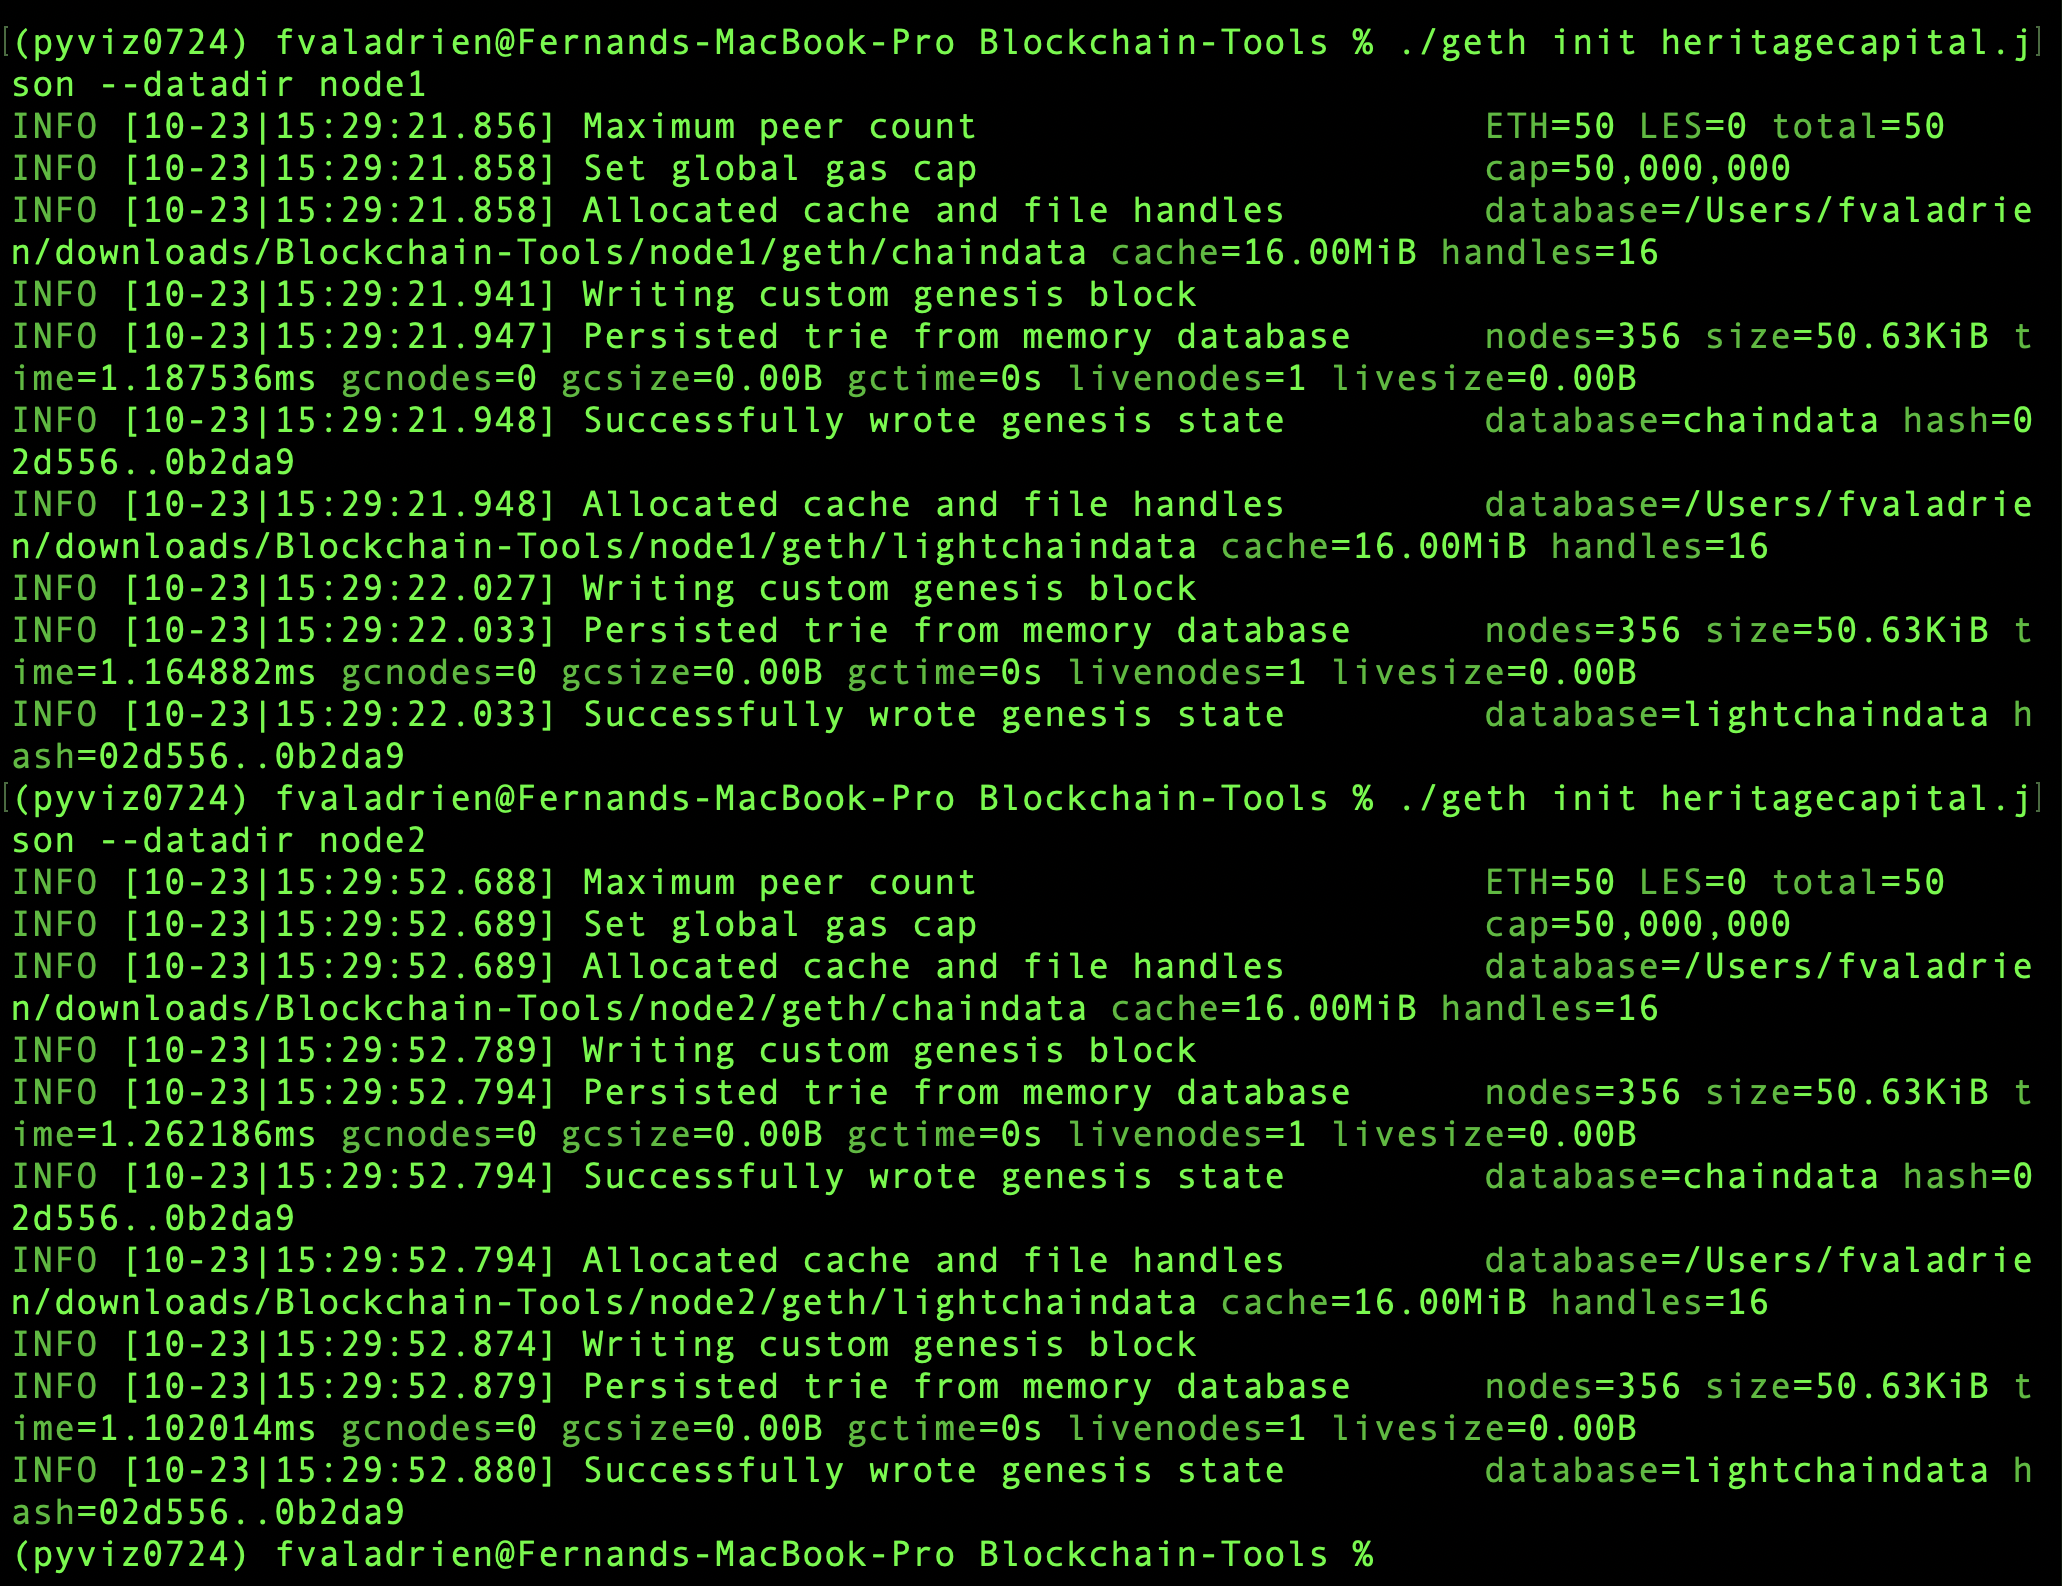 [(pyviz0724) fvaladrien@Fernands-MacBook-Pro Blockchain-Tools % ./geth init heritagecapital.j]
son --datadir node1
INFO [10-23|15:29:21.856] Maximum peer count                       ETH=50 LES=0 total=50
INFO [10-23|15:29:21.858] Set global gas cap                       cap=50,000,000
INFO [10-23|15:29:21.858] Allocated cache and file handles         database=/Users/fvaladrie
n/downloads/Blockchain-Tools/node1/geth/chaindata cache=16.00MiB handles=16
INFO [10-23|15:29:21.941] Writing custom genesis block
INFO [10-23|15:29:21.947] Persisted trie from memory database      nodes=356 size=50.63KiB t
ime=1.187536ms gcnodes=0 gcsize=0.00B gctime=0s livenodes=1 livesize=0.00B
INFO [10-23|15:29:21.948] Successfully wrote genesis state         database=chaindata hash=0
2d556..0b2da9
INFO [10-23|15:29:21.948] Allocated cache and file handles         database=/Users/fvaladrie
n/downloads/Blockchain-Tools/node1/geth/lightchaindata cache=16.00MiB handles=16
INFO [10-23|15:29:22.027] Writing custom genesis block
INFO [10-23|15:29:22.033] Persisted trie from memory database      nodes=356 size=50.63KiB t
ime=1.164882ms gcnodes=0 gcsize=0.00B gctime=0s livenodes=1 livesize=0.00B
INFO [10-23|15:29:22.033] Successfully wrote genesis state         database=lightchaindata h
ash=02d556..0b2da9
[(pyviz0724) fvaladrien@Fernands-MacBook-Pro Blockchain-Tools % ./geth init heritagecapital.j]
son --datadir node2
INFO [10-23|15:29:52.688] Maximum peer count                       ETH=50 LES=0 total=50
INFO [10-23|15:29:52.689] Set global gas cap                       cap=50,000,000
INFO [10-23|15:29:52.689] Allocated cache and file handles         database=/Users/fvaladrie
n/downloads/Blockchain-Tools/node2/geth/chaindata cache=16.00MiB handles=16
INFO [10-23|15:29:52.789] Writing custom genesis block
INFO [10-23|15:29:52.794] Persisted trie from memory database      nodes=356 size=50.63KiB t
ime=1.262186ms gcnodes=0 gcsize=0.00B gctime=0s livenodes=1 livesize=0.00B
INFO [10-23|15:29:52.794] Successfully wrote genesis state         database=chaindata hash=0
2d556..0b2da9
INFO [10-23|15:29:52.794] Allocated cache and file handles         database=/Users/fvaladrie
n/downloads/Blockchain-Tools/node2/geth/lightchaindata cache=16.00MiB handles=16
INFO [10-23|15:29:52.874] Writing custom genesis block
INFO [10-23|15:29:52.879] Persisted trie from memory database      nodes=356 size=50.63KiB t
ime=1.102014ms gcnodes=0 gcsize=0.00B gctime=0s livenodes=1 livesize=0.00B
INFO [10-23|15:29:52.880] Successfully wrote genesis state         database=lightchaindata h
ash=02d556..0b2da9
(pyviz0724) fvaladrien@Fernands-MacBook-Pro Blockchain-Tools %